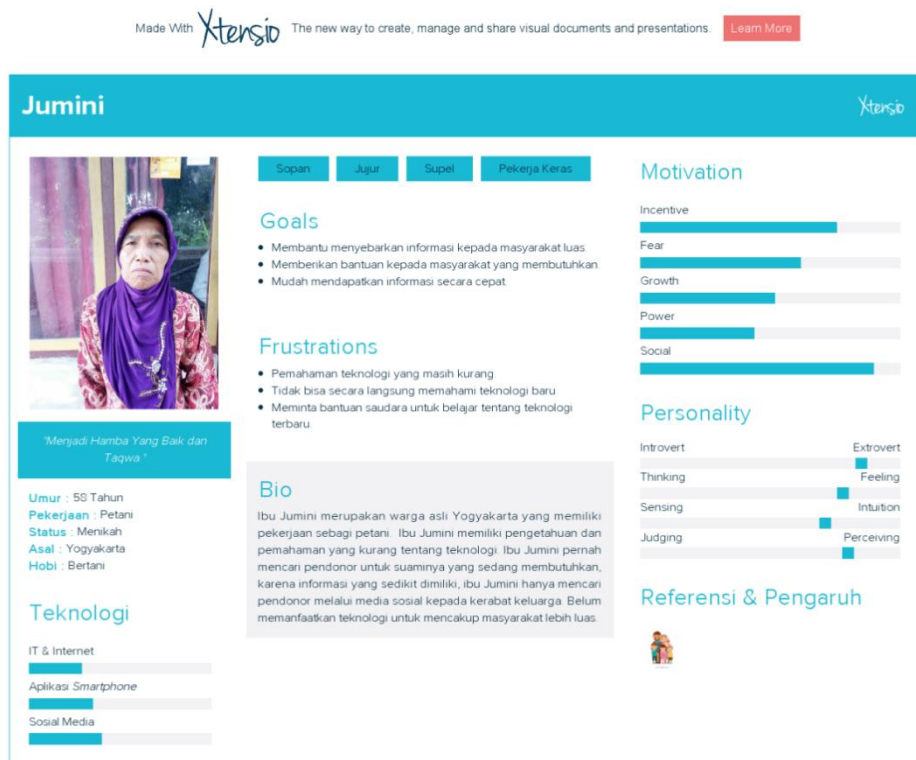 Made With Xtensio The new way to create, manage and share visual documents and presentations. Learn More
Jumini
Xtensio
"Menjadi Hamba Yang Baik dan
Taqwa "
Umur : 58 Tahun
Pekerjaan : Petani
Status : Menikah
Asal : Yogyakarta
Hobi : Bertani
Teknologi
IT & Internet
Aplikasi Smartphone
Sosial Media
Sopan
Jujur
Supel
Pekerja Keras
Goals
Membantu menyebarkan informasi kepada masyarakat luas
Memberikan bantuan kepada masyarakat yang membutuhkan
Mudah mendapatkan informasi secara cepat
Frustrations
Pemahaman teknologi yang masih kurang
Tidak bisa secara langsung memahami teknologi baru
Meminta bantuan saudara untuk belajar tentang teknologi
terbaru
Bio
Ibu Jumini merupakan warga asli Yogyakarta yang memiliki
pekerjaan sebagi petani. Ibu Jumini memiliki pengetahuan dan
pemahaman yang kurang tentang teknologi. Ibu Jumini pernah
mencari pendonor untuk suaminya yang sedang membutuhkan,
karena informasi yang sedikit dimiliki, ibu Jumini hanya mencari
pendonor melalui media sosial kepada kerabat keluarga. Belum
memanfaatkan teknologi untuk mencakup masyarakat lebih luas.
Motivation
Incentive
Fear
Growth
Power
Social
Personality
Introvert Extrovert
Thinking Feeling
Sensing Intuition
Judging Perceiving
Referensi & Pengaruh